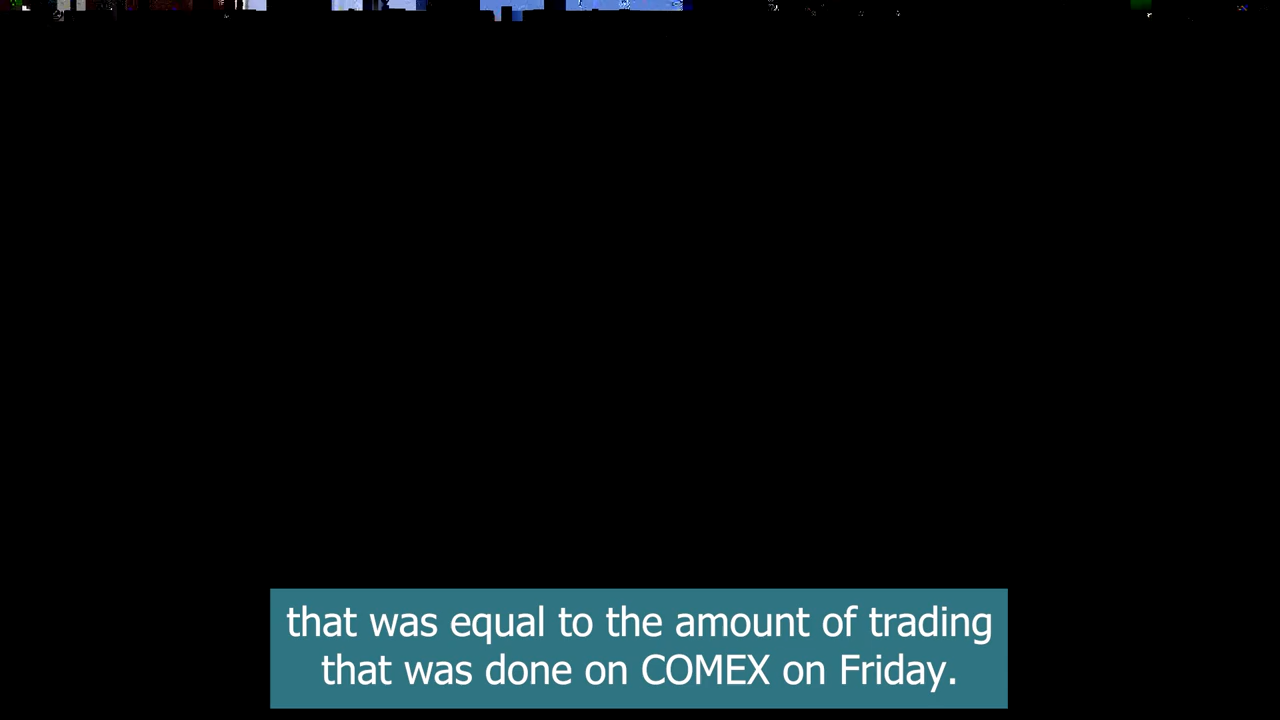 that was equal to the amount of trading
that was done on COMEX on Friday.